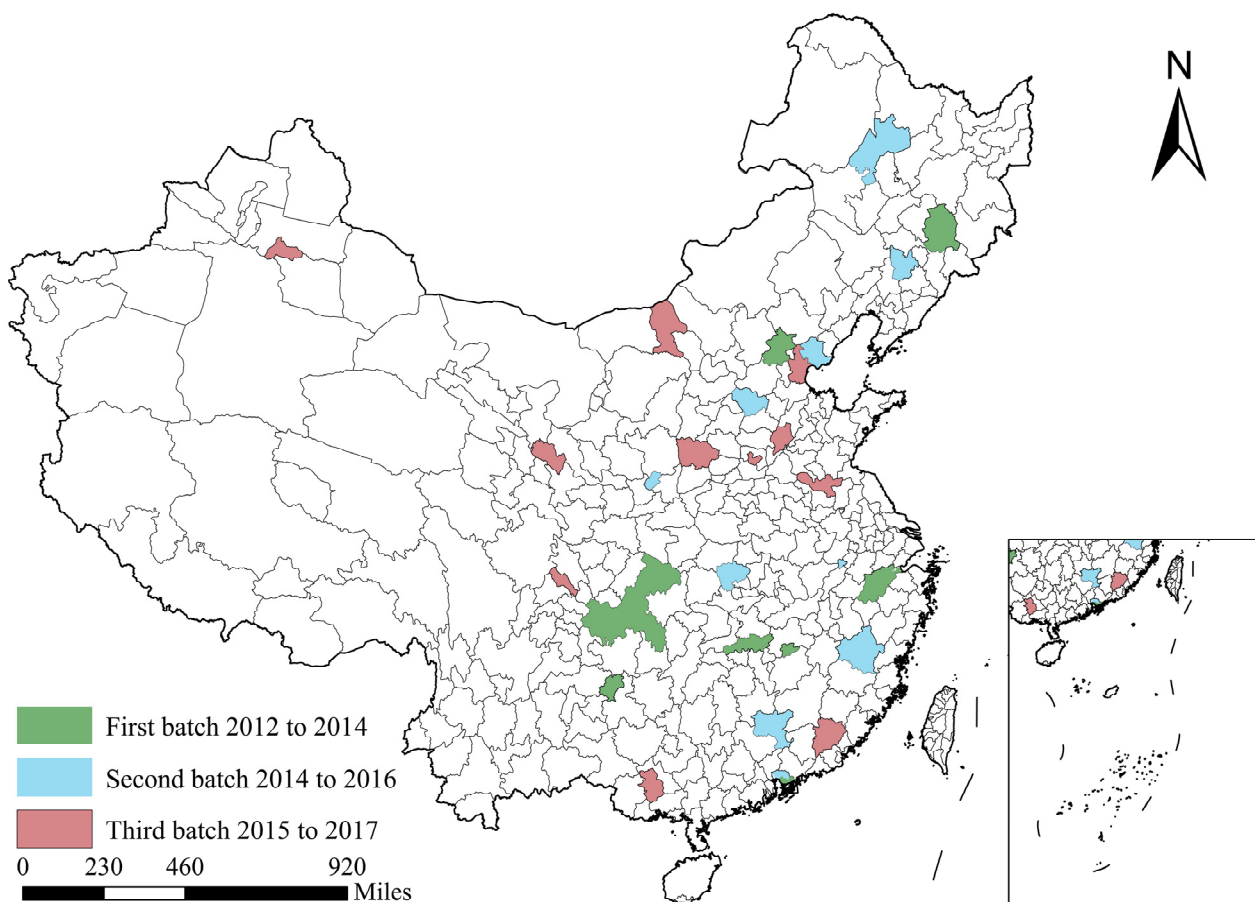 N
First batch 2012 to 2014
Second batch 2014 to 2016
Third batch 2015 to 2017
0 230 460 920
Miles